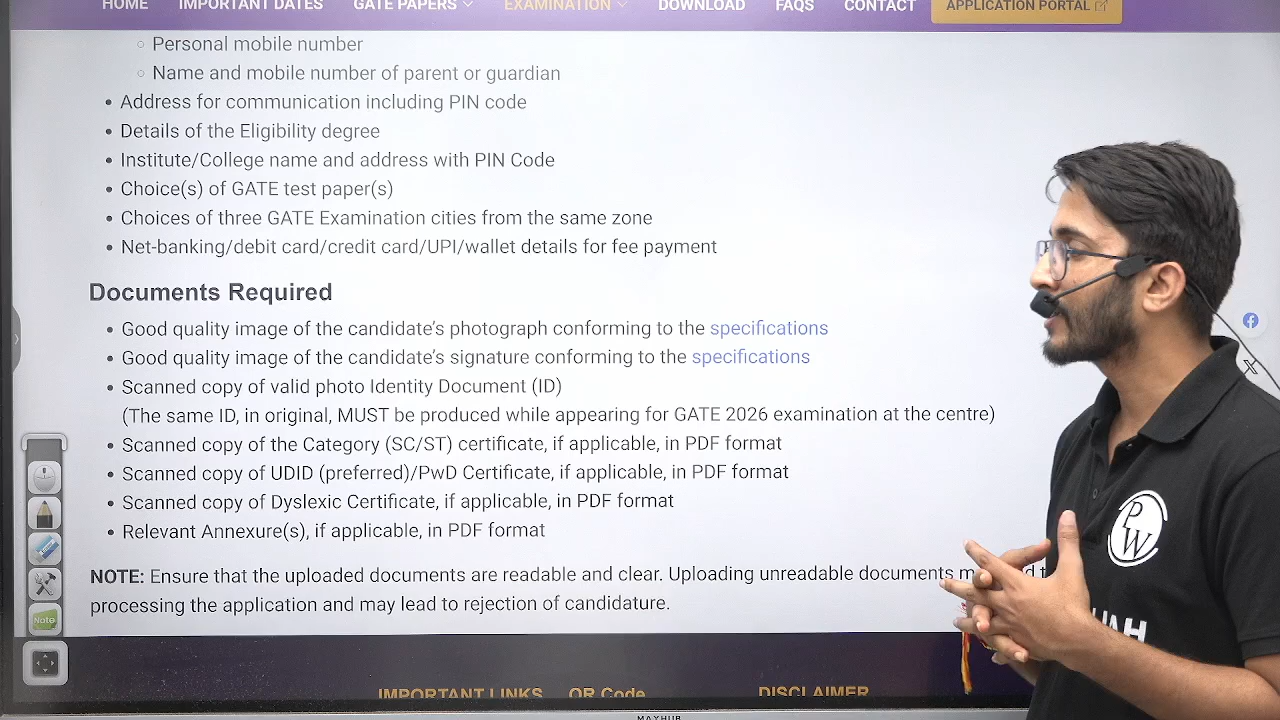 HOME IMPORTANT DATES GATE PAPERS EXAMINATION DOWNLOAD FAQS CONTACT APPLICATION PORTAL
Personal mobile number
Name and mobile number of parent or guardian
Address for communication including PIN code
Details of the Eligibility degree
Institute/College name and address with PIN Code
Choice(s) of GATE test paper(s)
Choices of three GATE Examination cities from the same zone
Net-banking/debit card/credit card/UPI/wallet details for fee payment
Documents Required
Good quality image of the candidate's photograph conforming to the specifications
Good quality image of the candidate's signature conforming to the specifications
Scanned copy of valid photo Identity Document (ID)
(The same ID, in original, MUST be produced while appearing for GATE 2026 examination at the centre)
Scanned copy of the Category (SC/ST) certificate, if applicable, in PDF format
Scanned copy of UDID (preferred)/PwD Certificate, if applicable, in PDF format
Scanned copy of Dyslexic Certificate, if applicable, in PDF format
Relevant Annexure(s), if applicable, in PDF format
NOTE: Ensure that the uploaded documents are readable and clear. Uploading unreadable documents
processing the application and may lead to rejection of candidature.
Note
IMPORTANT LINKS QR Code DISCLAIMER
MAXHUB
PW